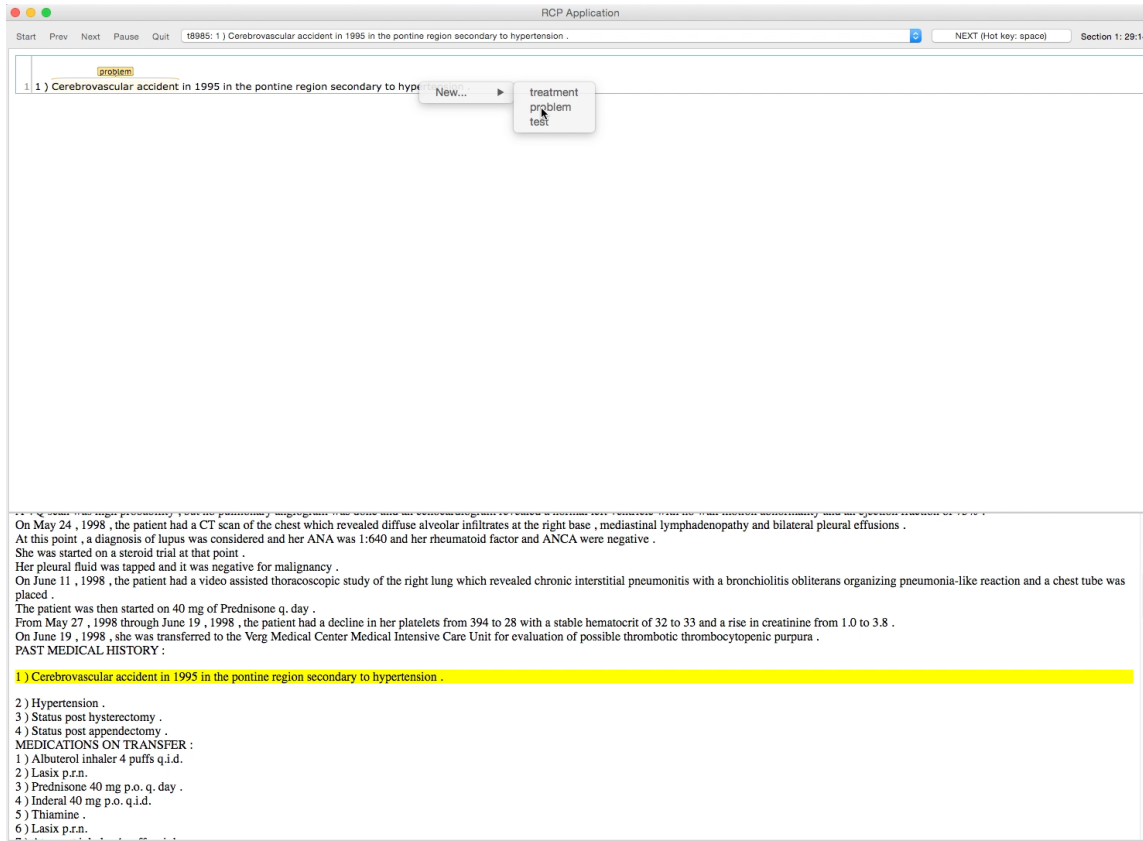 RCP Application
Start Prev Next Pause Quit t8985: 1 ) Cerebrovascular accident in 1995 in the pontine region secondary to hypertension . NEXT (Hot key: space) Section 1: 29:1
problem
1 1 ) Cerebrovascular accident in 1995 in the pontine region secondary to hype
New...
treatment
problem
test
On May 24 , 1998 , the patient had a CT scan of the chest which revealed diffuse alveolar infiltrates at the right base , mediastinal lymphadenopathy and bilateral pleural effusions .
At this point , a diagnosis of lupus was considered and her ANA was 1:640 and her rheumatoid factor and ANCA were negative .
She was started on a steroid trial at that point .
Her pleural fluid was tapped and it was negative for malignancy .
On June 11 , 1998 , the patient had a video assisted thoracoscopic study of the right lung which revealed chronic interstitial pneumonitis with a bronchiolitis obliterans organizing pneumonia-like reaction and a chest tube was
placed .
The patient was then started on 40 mg of Prednisone q. day .
From May 27 , 1998 through June 19 , 1998 , the patient had a decline in her platelets from 394 to 28 with a stable hematocrit of 32 to 33 and a rise in creatinine from 1.0 to 3.8 .
On June 19 , 1998 , she was transferred to the Verg Medical Center Medical Intensive Care Unit for evaluation of possible thrombotic thrombocytopenic purpura .
PAST MEDICAL HISTORY :
1 ) Cerebrovascular accident in 1995 in the pontine region secondary to hypertension .
2 ) Hypertension .
3 ) Status post hysterectomy .
4 ) Status post appendectomy .
MEDICATIONS ON TRANSFER :
1 ) Albuterol inhaler 4 puffs q.i.d.
2 ) Lasix p.r.n.
3 ) Prednisone 40 mg p.o. q. day .
4 ) Inderal 40 mg p.o. q.i.d.
5 ) Thiamine .
6 ) Lasix p.r.n.